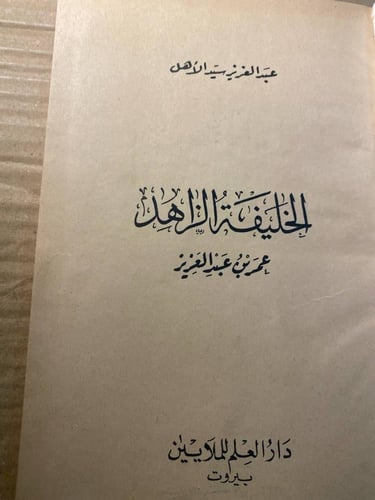 عبد العزيز سيد الأهل
الخليفة الزاهد
عمر بن عبد العزيز
دار العلم للملايين
بيروت